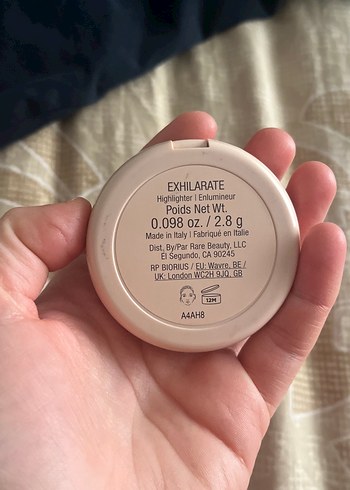 EXHILARATE
Highlighter | Enlumineur
Poids Net Wt.
0.098 oz. / 2.8 g
Made in Italy | Fabriqué en Italie
Dist. By/Par Rare Beauty, LLC
El Segundo, CA 90245
RP BIORIUS / EU: Wavre, BE /
UK: London WC2H 9JQ, GB
12M
A4AH8